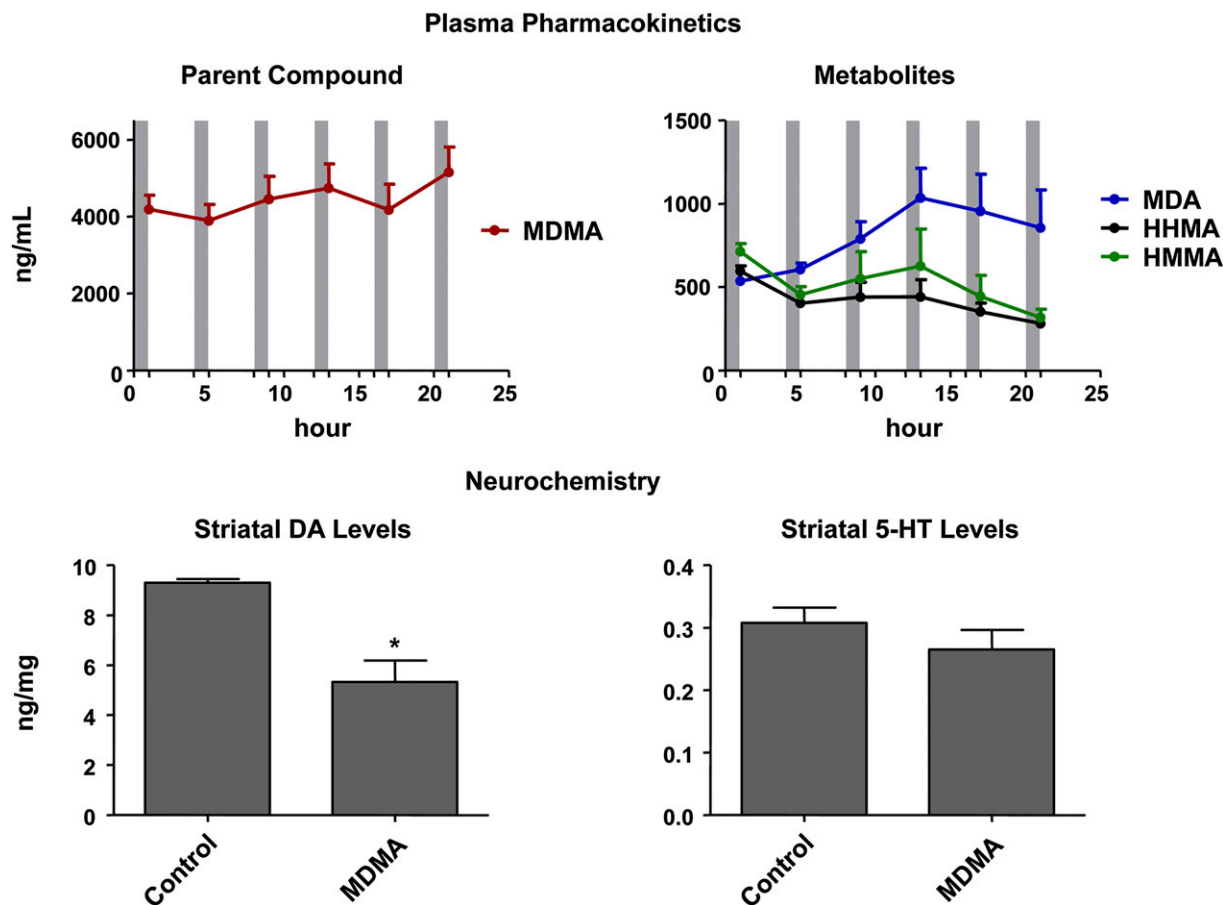 Plasma Pharmacokinetics
Parent Compound
Metabolites
6000
4000
2000
0
ng/mL
0 5 10 15 20 25
hour
MDMA
1500
1000
500
0
0 5 10 15 20 25
hour
MDA
HHMA
HMMA
Neurochemistry
Striatal DA Levels
Striatal 5-HT Levels
10
8
6
4
2
0
ng/mg
*
Control
MDMA
0.4
0.3
0.2
0.1
0.0
Control
MDMA